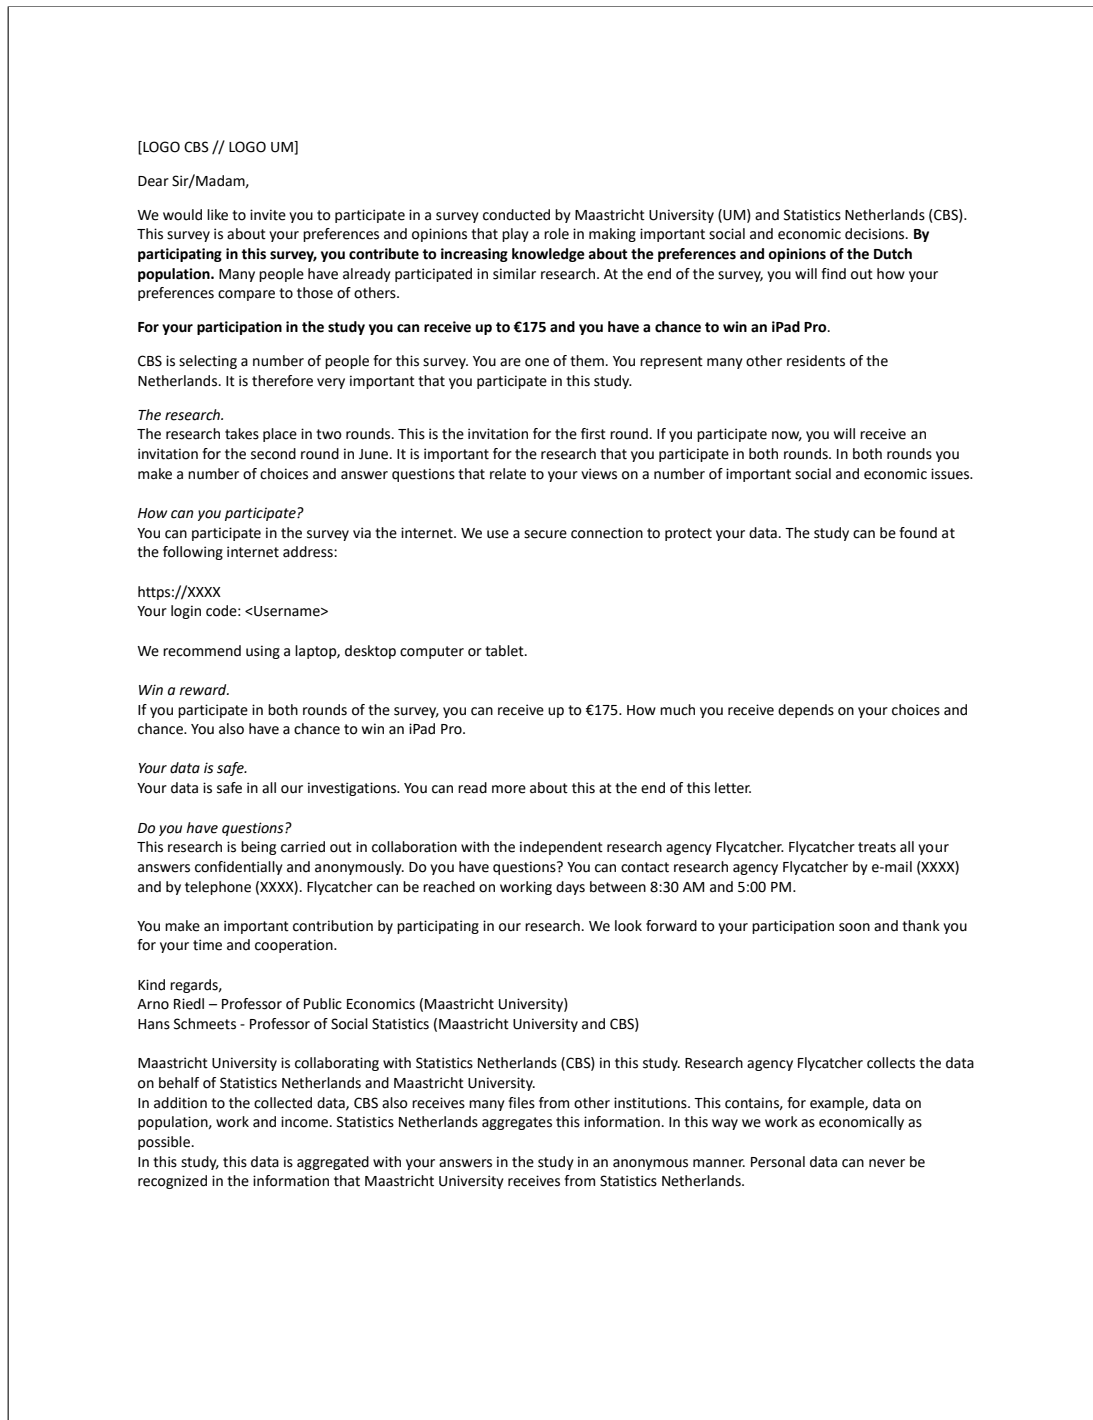 [LOGO CBS // LOGO UM]
Dear Sir/Madam,
We would like to invite you to participate in a survey conducted by Maastricht University (UM) and Statistics Netherlands (CBS).
This survey is about your preferences and opinions that play a role in making important social and economic decisions. By
participating in this survey, you contribute to increasing knowledge about the preferences and opinions of the Dutch
population. Many people have already participated in similar research. At the end of the survey, you will find out how your
preferences compare to those of others.
For your participation in the study you can receive up to €175 and you have a chance to win an iPad Pro.
CBS is selecting a number of people for this survey. You are one of them. You represent many other residents of the
Netherlands. It is therefore very important that you participate in this study.
The research.
The research takes place in two rounds. This is the invitation for the first round. If you participate now, you will receive an
invitation for the second round in June. It is important for the research that you participate in both rounds. In both rounds you
make a number of choices and answer questions that relate to your views on a number of important social and economic issues.
How can you participate?
You can participate in the survey via the internet. We use a secure connection to protect your data. The study can be found at
the following internet address:
https://XXXX
Your login code: <Username>
We recommend using a laptop, desktop computer or tablet.
Win a reward.
If you participate in both rounds of the survey, you can receive up to €175. How much you receive depends on your choices and
chance. You also have a chance to win an iPad Pro.
Your data is safe.
Your data is safe in all our investigations. You can read more about this at the end of this letter.
Do you have questions?
This research is being carried out in collaboration with the independent research agency Flycatcher. Flycatcher treats all your
answers confidentially and anonymously. Do you have questions? You can contact research agency Flycatcher by e-mail (XXXX)
and by telephone (XXXX). Flycatcher can be reached on working days between 8:30 AM and 5:00 PM.
You make an important contribution by participating in our research. We look forward to your participation soon and thank you
for your time and cooperation.
Kind regards,
Arno Riedl – Professor of Public Economics (Maastricht University)
Hans Schmeets - Professor of Social Statistics (Maastricht University and CBS)
Maastricht University is collaborating with Statistics Netherlands (CBS) in this study. Research agency Flycatcher collects the data
on behalf of Statistics Netherlands and Maastricht University.
In addition to the collected data, CBS also receives many files from other institutions. This contains, for example, data on
population, work and income. Statistics Netherlands aggregates this information. In this way we work as economically as
possible.
In this study, this data is aggregated with your answers in the study in an anonymous manner. Personal data can never be
recognized in the information that Maastricht University receives from Statistics Netherlands.